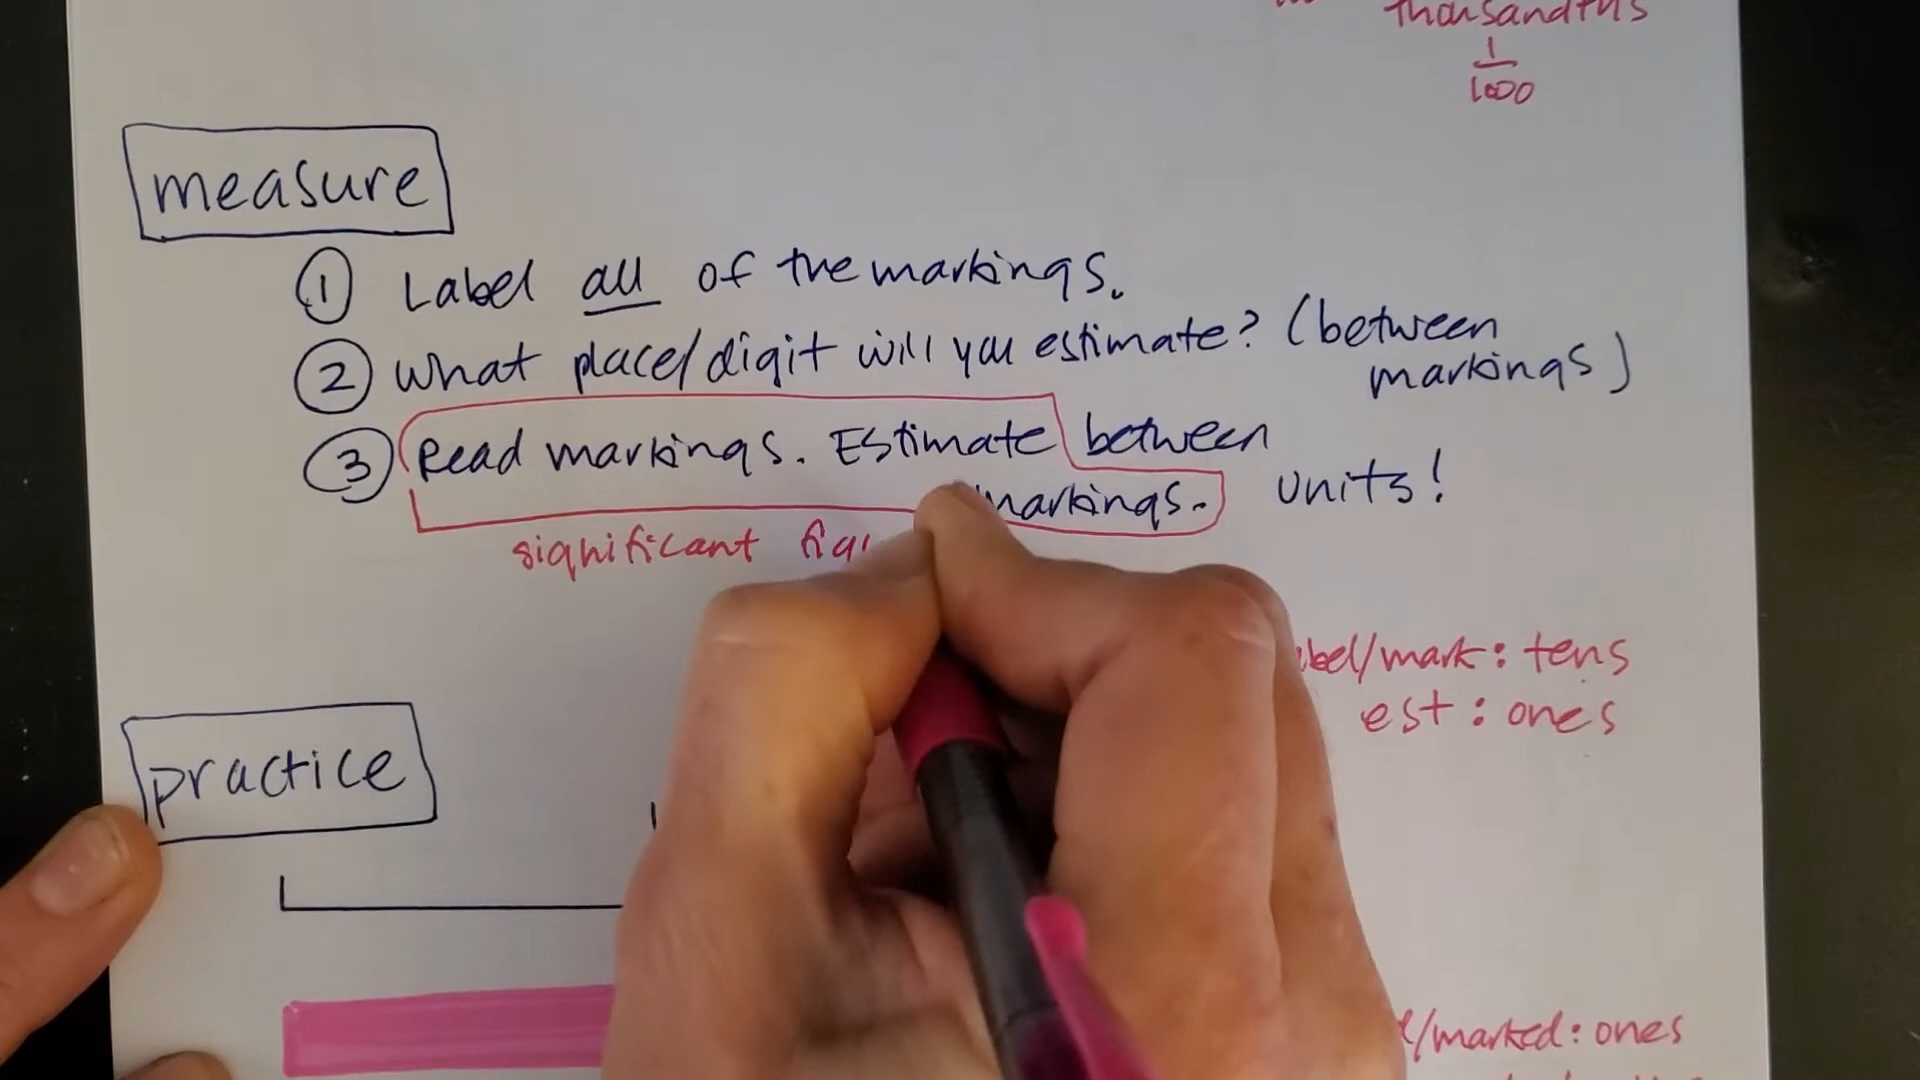 thousandths
1
1000
measure
① Label all of the markings.
② What place/digit will you estimate? (between
markings)
③ Read markings. Estimate between
markings. units!
significant
label/mark: tens
est: ones
practice
/marked: ones